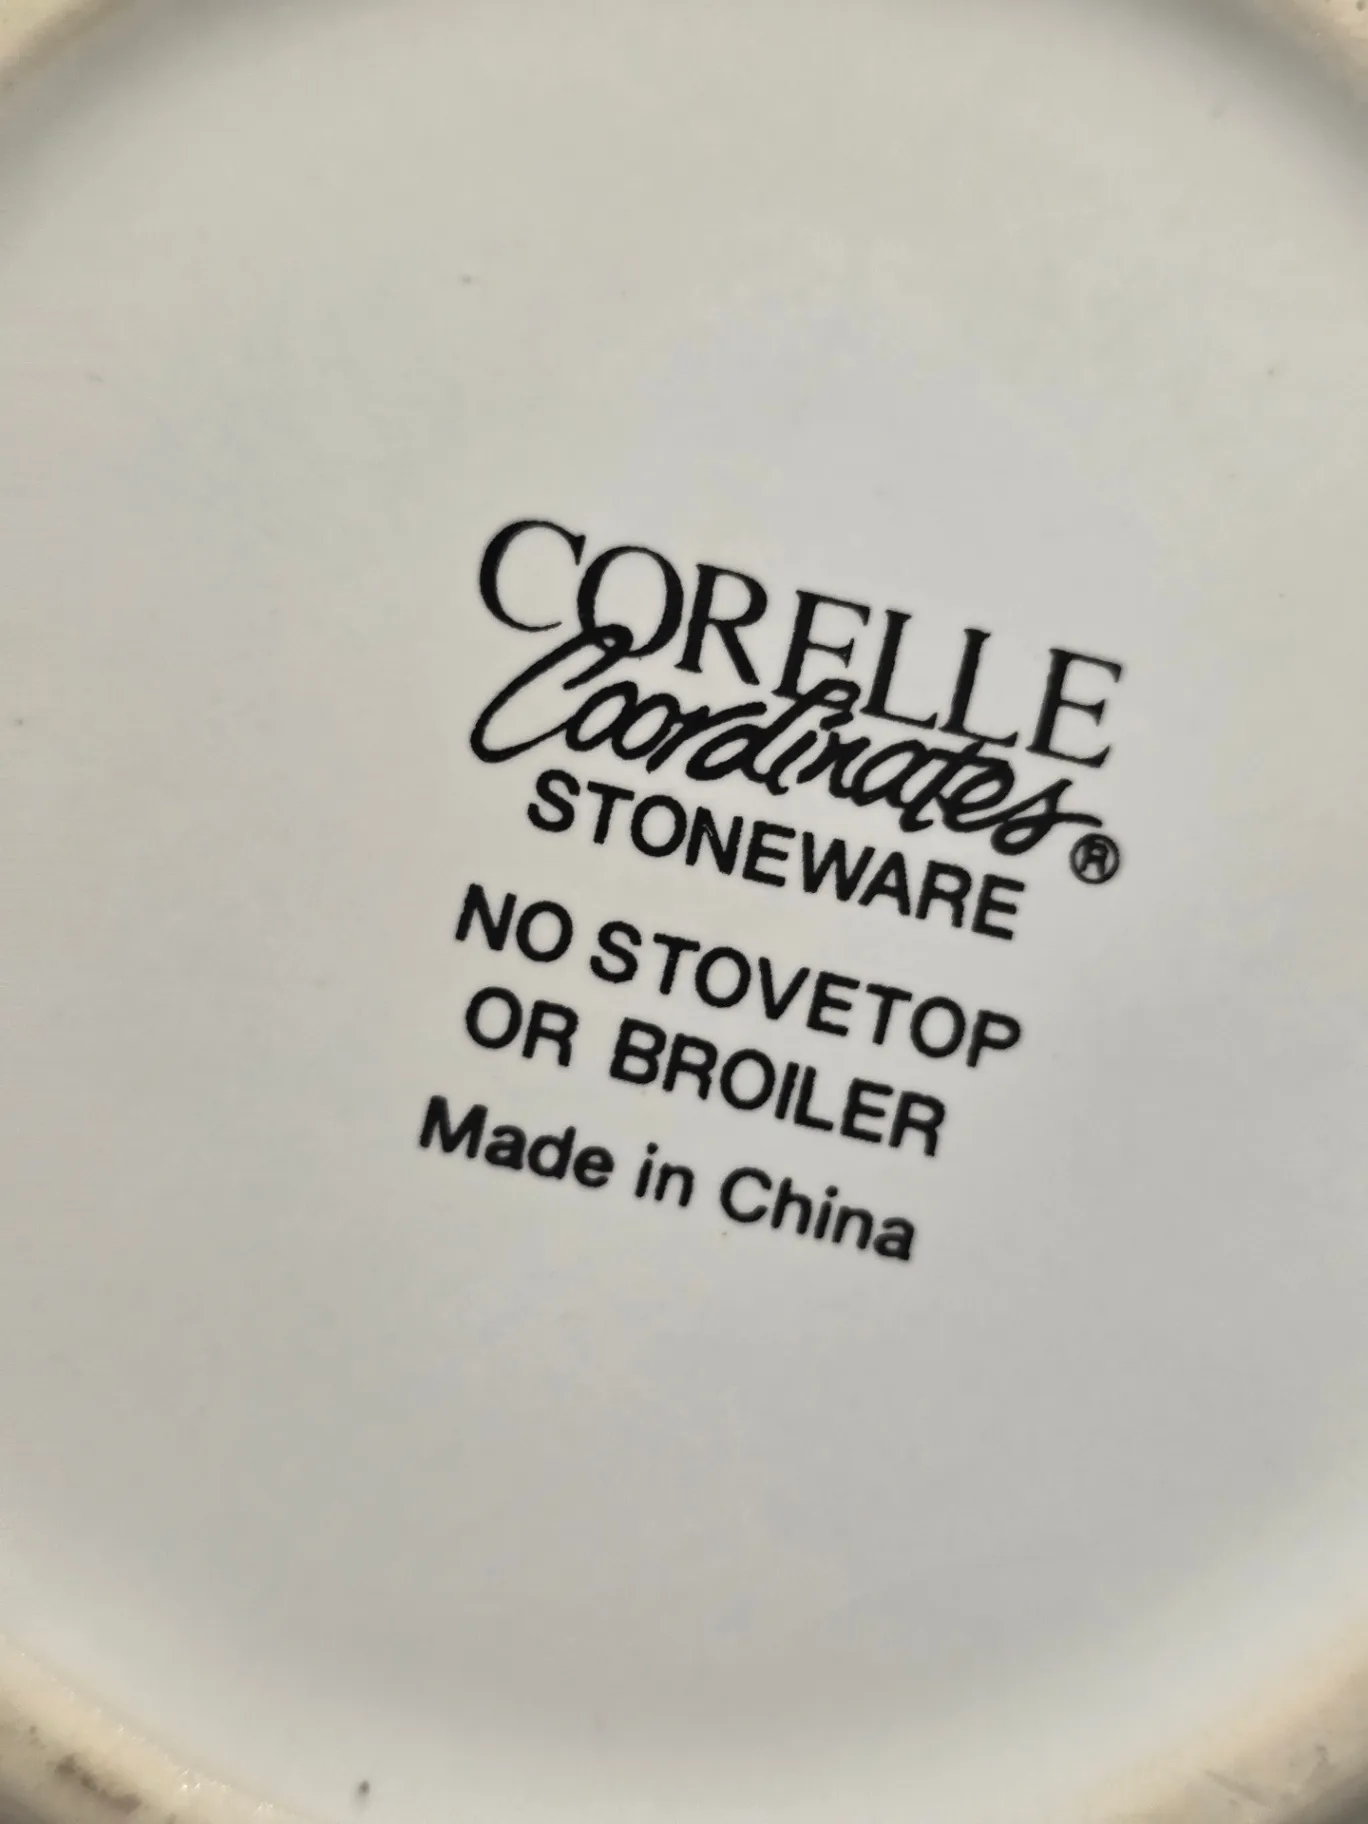 CORELLE
Coordinates®
STONEWARE
NO STOVETOP
OR BROILER
Made in China